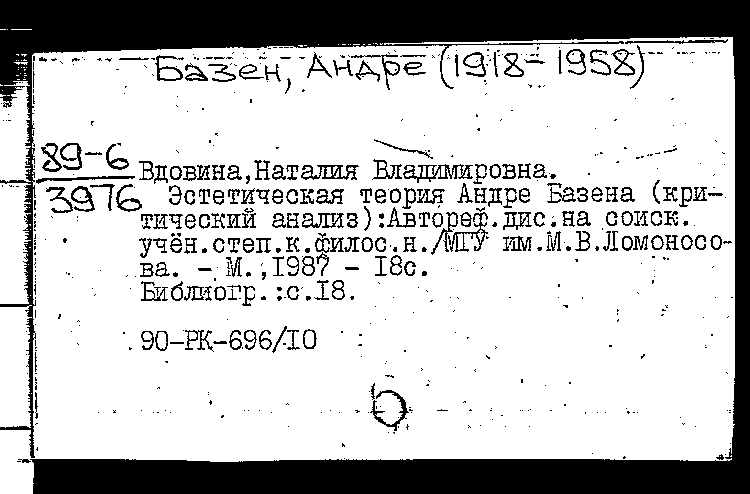 Базен, Андре (1918-1958)
89-6
3976
Вдовина,Наталия Владимировна.
Эстетическая теория Андре Базена (кри-
тический анализ):Автореф.дис.на соиск.
учён.степ.к.филос.н./МГУ им.М.В.Ломоносо-
ва. - М.,1987 - 18с.
Библиогр.:с.18.
90-РК-696/10